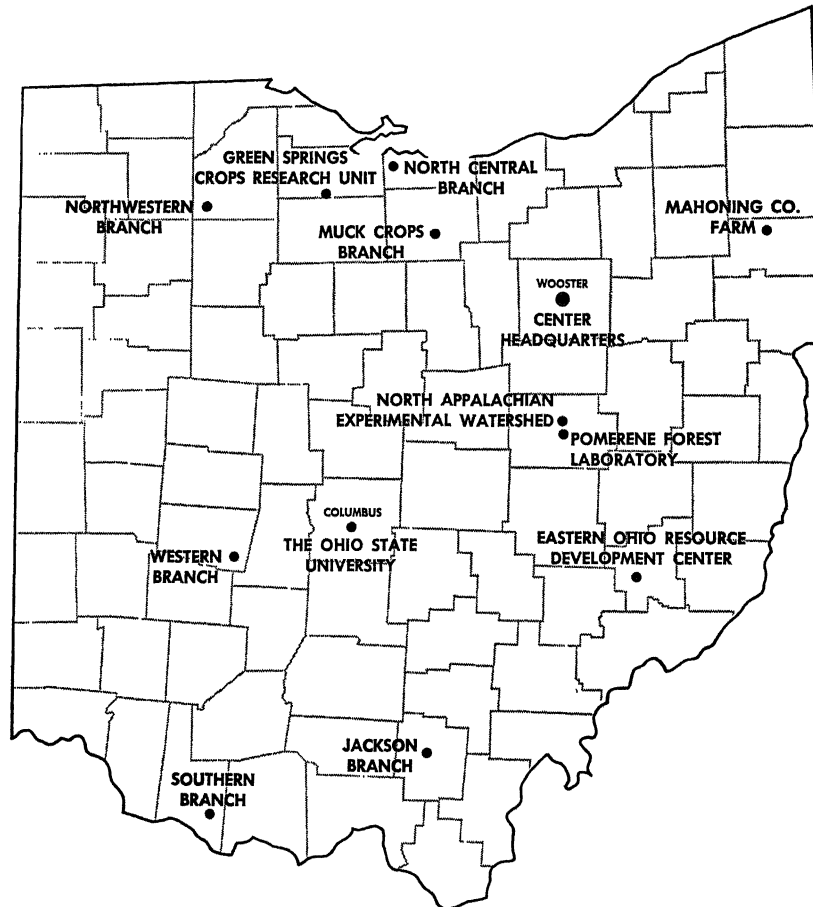 GREEN SPRINGS
CROPS RESEARCH UNIT
NORTH CENTRAL
BRANCH
NORTHWESTERN
BRANCH
MUCK CROPS
BRANCH
MAHONING CO.
FARM
WOOSTER
CENTER
HEADQUARTERS
NORTH APPALACHIAN
EXPERIMENTAL WATERSHED
POMERENE FOREST
LABORATORY
COLUMBUS
THE OHIO STATE
UNIVERSITY
WESTERN
BRANCH
EASTERN OHIO RESOURCE
DEVELOPMENT CENTER
JACKSON
BRANCH
SOUTHERN
BRANCH